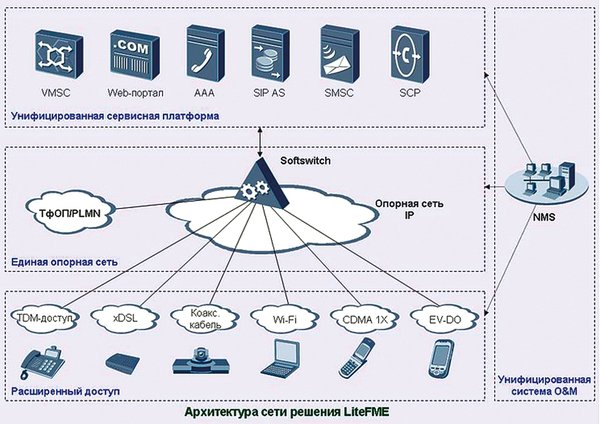 .COM
VMSC
Web-портал
AAA
SIP AS
SMSC
SCP
Унифицированная сервисная платформа
Softswitch
ТфОП/PLMN
Опорная сеть
IP
NMS
Единая опорная сеть
TDM-доступ
xDSL
Коакс.
кабель
Wi-Fi
CDMA 1X
EV-DO
Расширенный доступ
Унифицированная
система O&M
Архитектура сети решения LiteFME